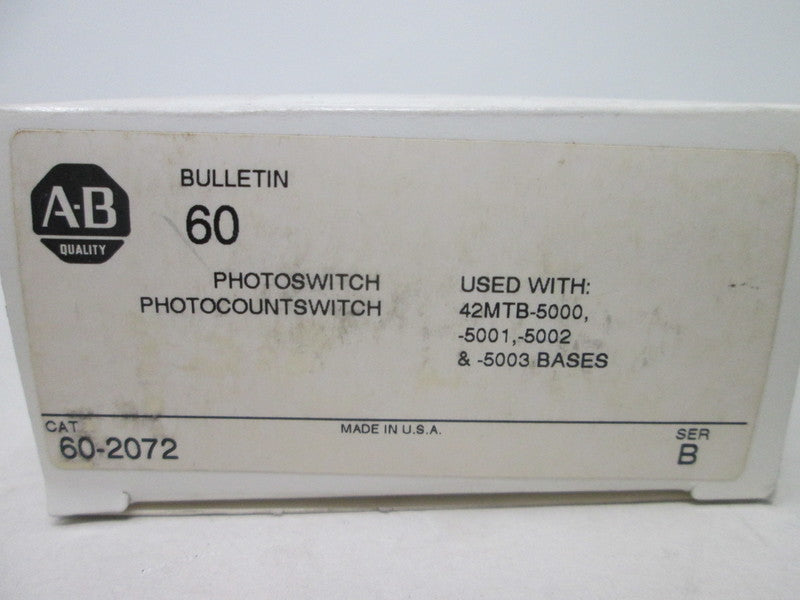 A-B
QUALITY
BULLETIN
60
PHOTOSWITCH
PHOTOCOUNTSWITCH
USED WITH:
42MTB-5000,
-5001,-5002
& -5003 BASES
CAT
60-2072
MADE IN U.S.A.
SER
B